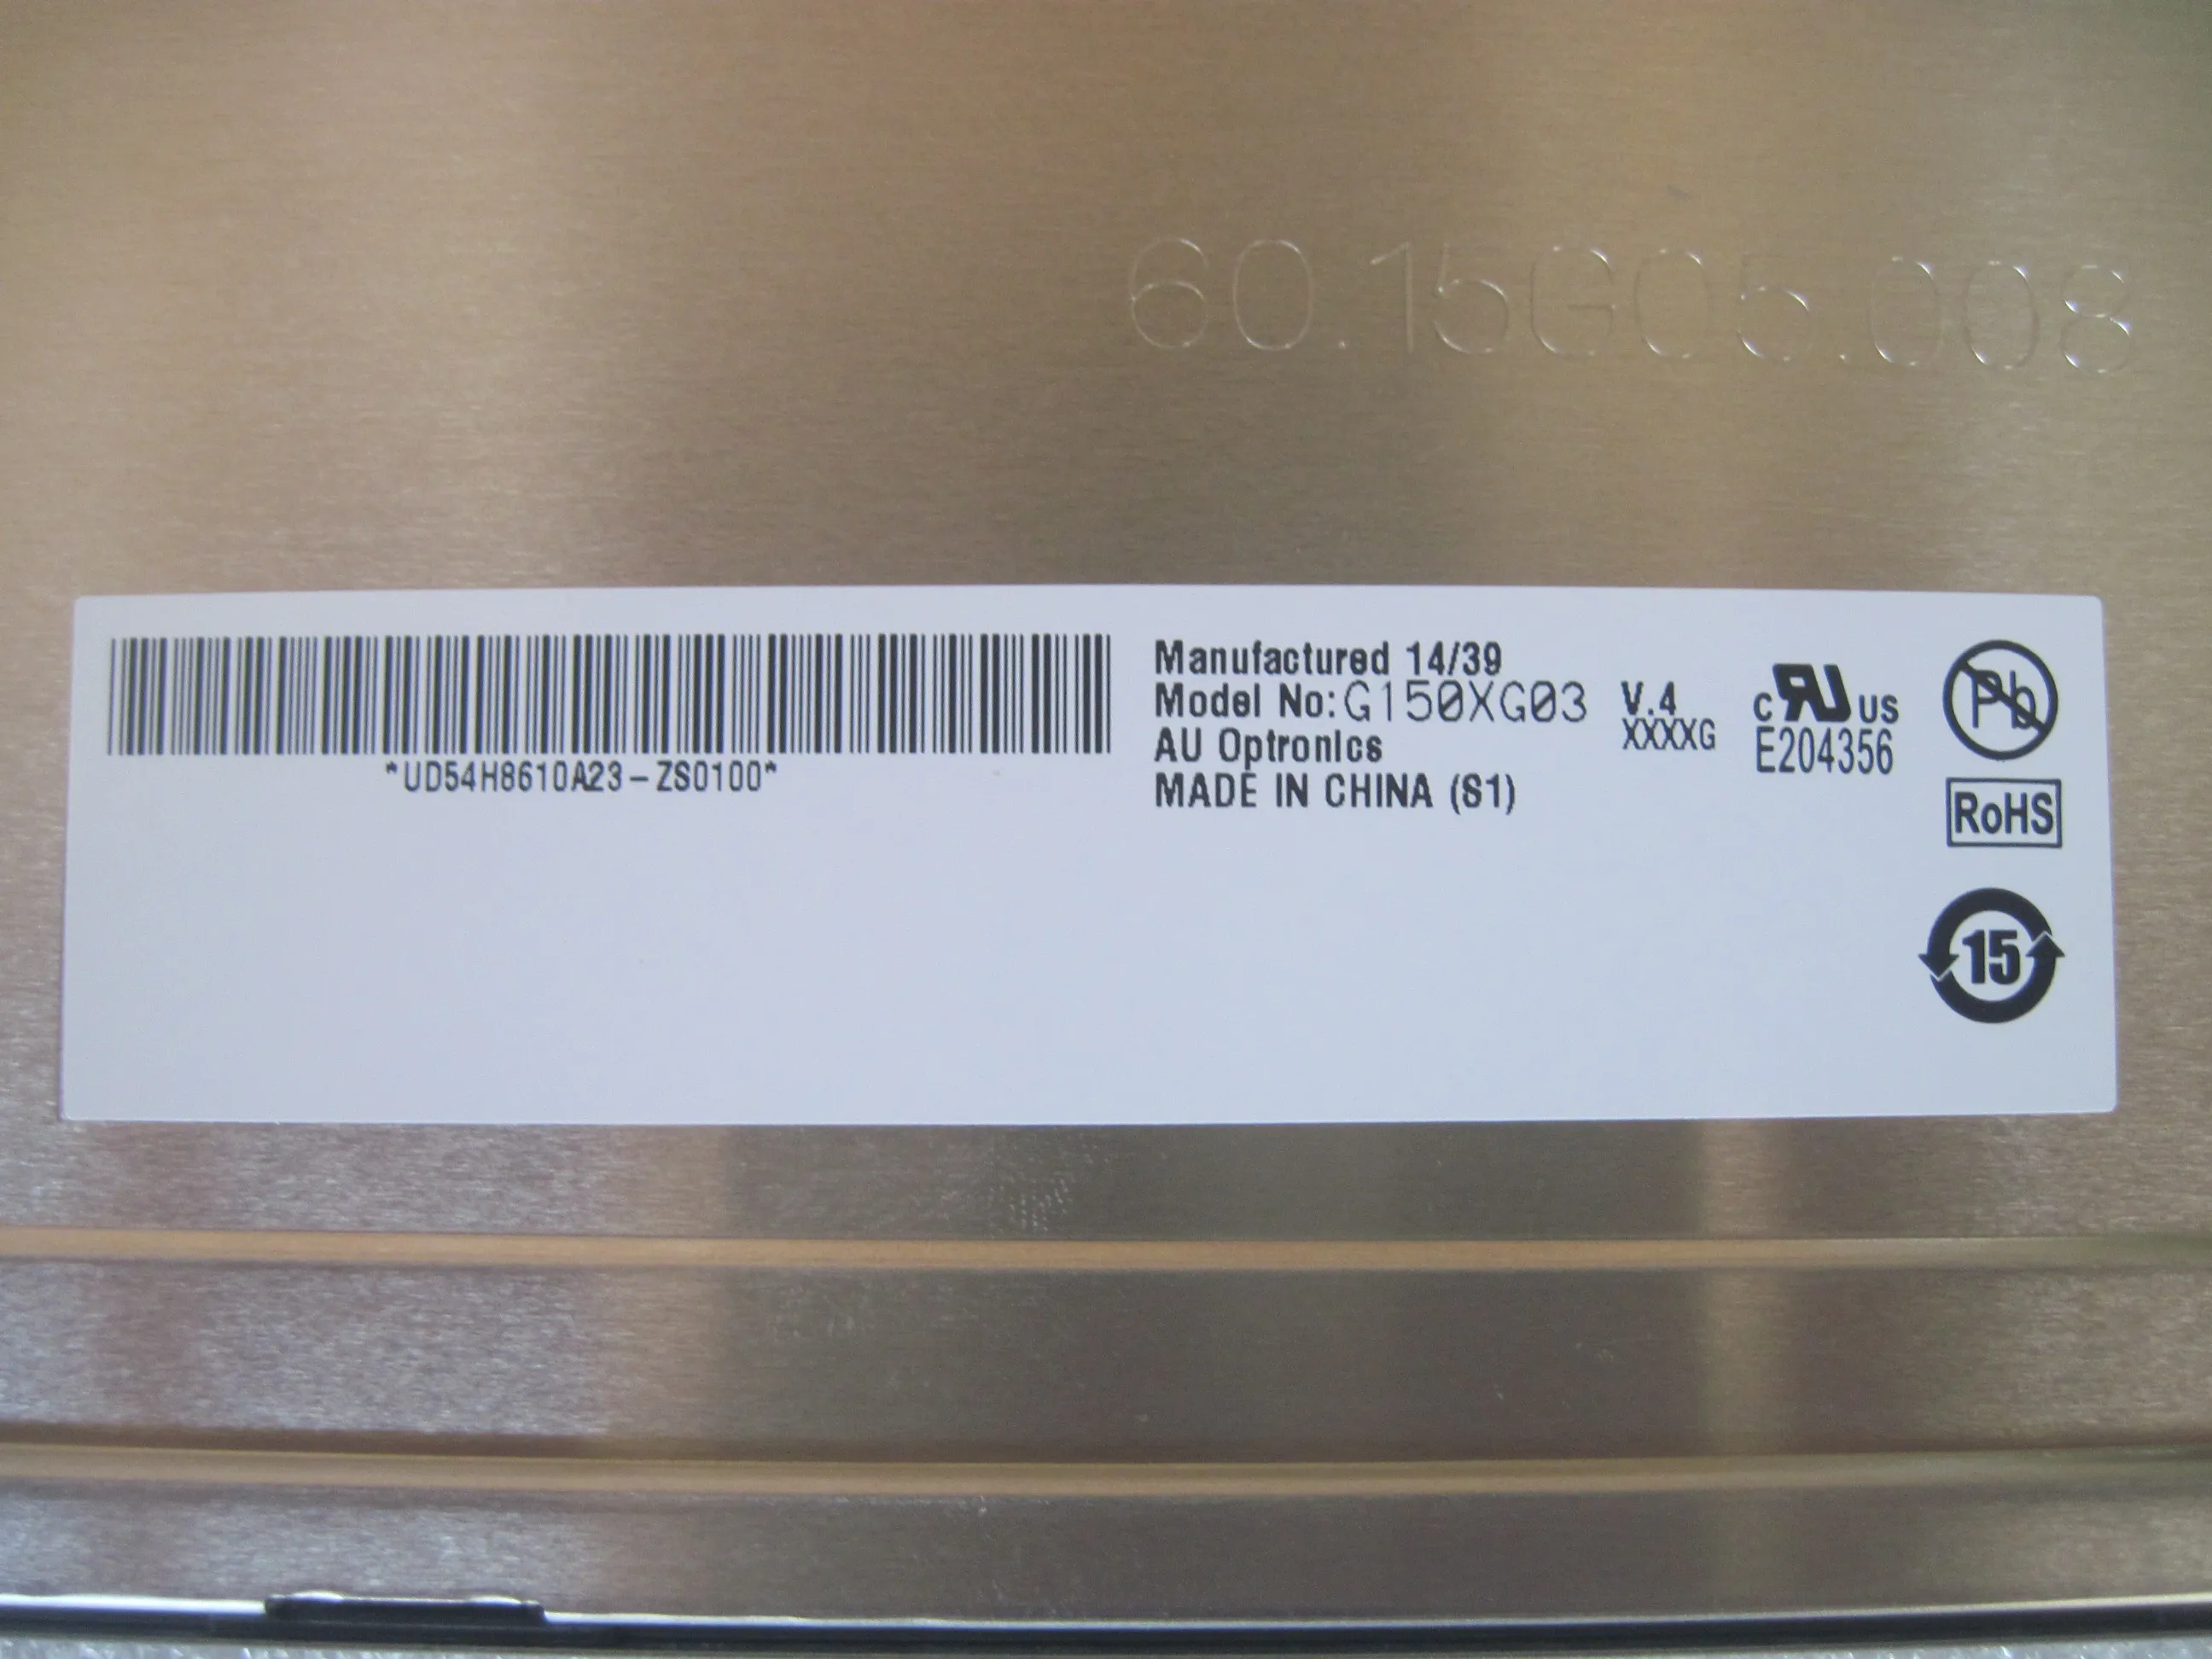 60.15G05.008
Manufactured 14/39
Model No: G150XG03 V.4
XXXXG
AU Optronics
MADE IN CHINA (S1)
*UD54H8610A23-ZS0100*
c RU US
E204356
Pb
RoHS
15